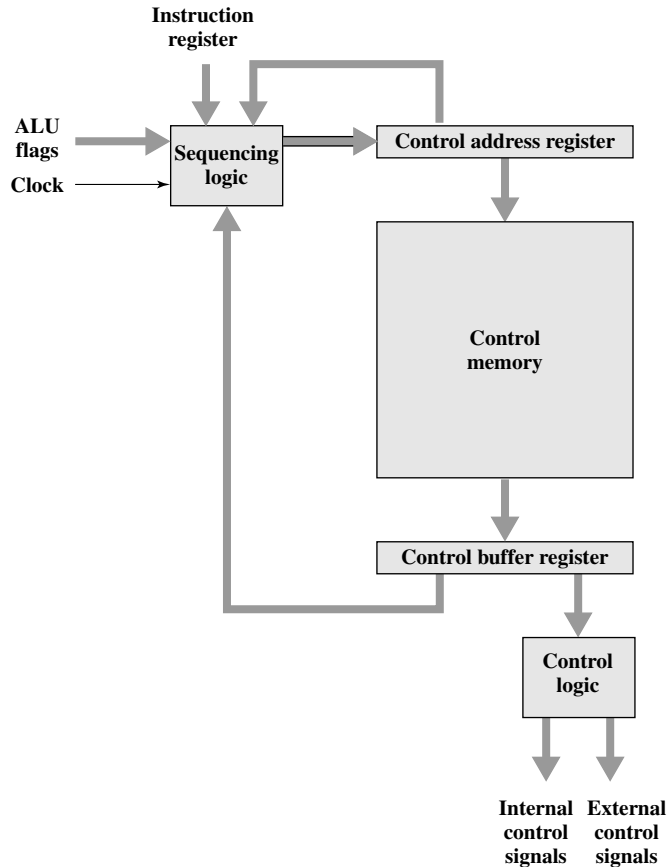 Instruction
register
ALU
flags
Clock
Sequencing
logic
Control address register
Control
memory
Control buffer register
Control
logic
Internal
control
signals
External
control
signals